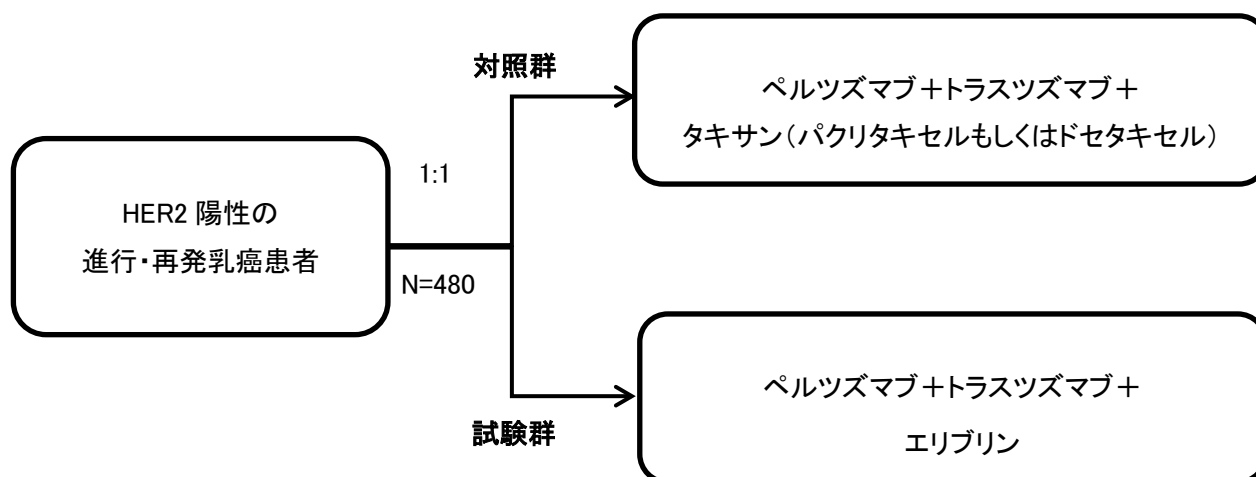 対照群
ペルツズマブ+トラスツズマブ+
タキサン(パクリタキセルもしくはドセタキセル)
1:1
HER2 陽性の
進行・再発乳癌患者
N=480
ペルツズマブ+トラスツズマブ+
エリブリン
試験群